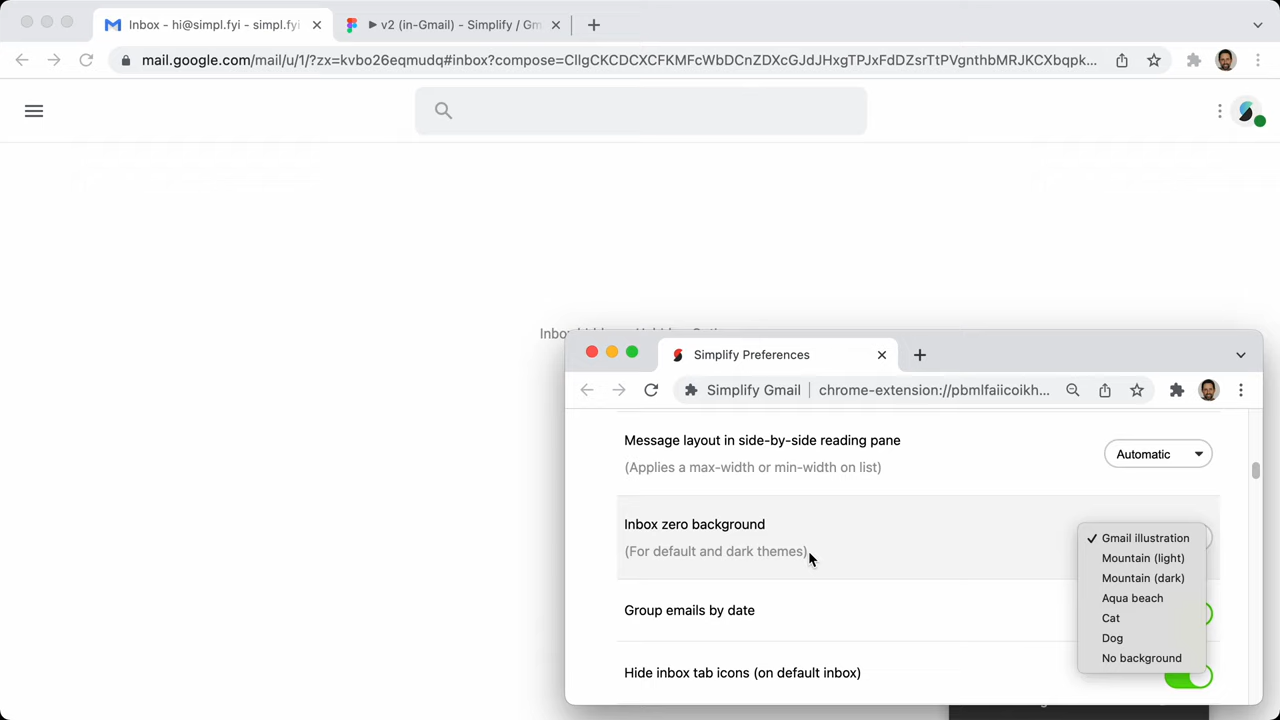 Inbox - hi@simpl.fyi - simpl.fyi
v2 (in-Gmail) - Simplify / Gm
mail.google.com/mail/u/1/?zx=kvbo26eqmudq#inbox?compose=CllgCKCDCXCFKMFcWbDCnZDXcGJdJHxgTPJxFdDZsrTtPVgnthbMRJKCXbqpk...
Simplify Preferences
Simplify Gmail
chrome-extension://pbmlfaiicoikh...
Message layout in side-by-side reading pane
(Applies a max-width or min-width on list)
Automatic
Inbox zero background
(For default and dark themes)
Gmail illustration
Mountain (light)
Mountain (dark)
Aqua beach
Cat
Dog
No background
Group emails by date
Hide inbox tab icons (on default inbox)